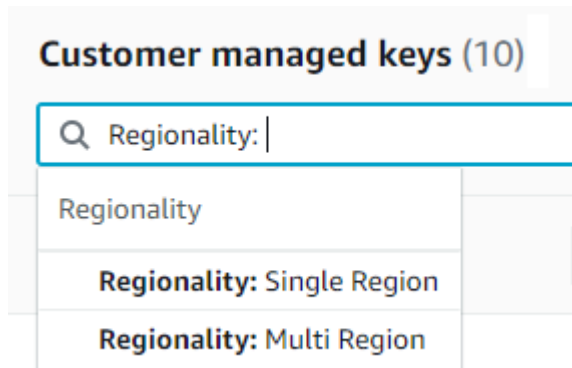 Customer managed keys (10)
Regionality:
Regionality
Regionality: Single Region
Regionality: Multi Region